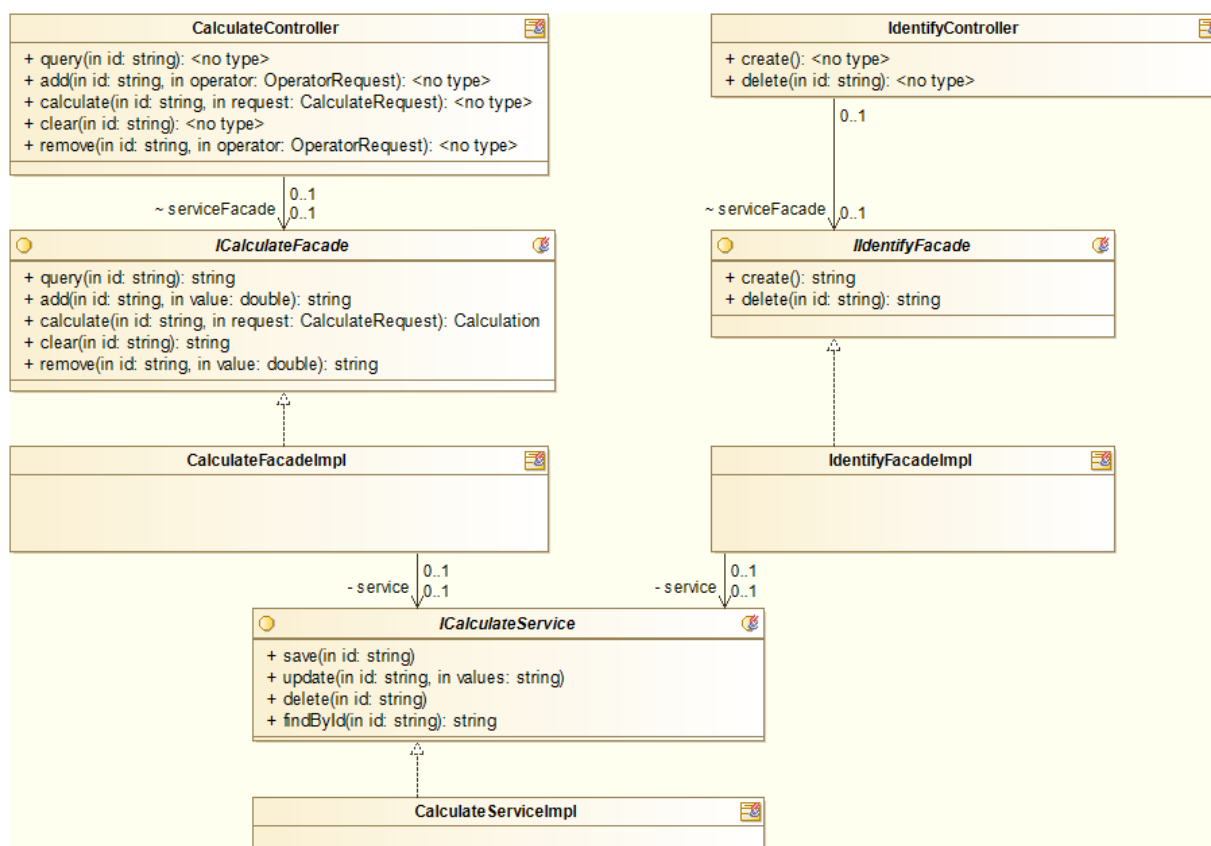 CalculateController
+ query(in id: string): <no type>
+ add(in id: string, in operator: OperatorRequest): <no type>
+ calculate(in id: string, in request: CalculateRequest): <no type>
+ clear(in id: string): <no type>
+ remove(in id: string, in operator: OperatorRequest): <no type>
IdentifyController
+ create(): <no type>
+ delete(in id: string): <no type>
0..1
~ serviceFacade
0..1
0..1
~ serviceFacade
0..1
ICalculateFacade
+ query(in id: string): string
+ add(in id: string, in value: double): string
+ calculate(in id: string, in request: CalculateRequest): Calculation
+ clear(in id: string): string
+ remove(in id: string, in value: double): string
IIdentifyFacade
+ create(): string
+ delete(in id: string): string
CalculateFacadeImpl
IdentifyFacadeImpl
0..1
- service
0..1
0..1
- service
0..1
ICalculateService
+ save(in id: string)
+ update(in id: string, in values: string)
+ delete(in id: string)
+ findById(in id: string): string
CalculateServiceImpl